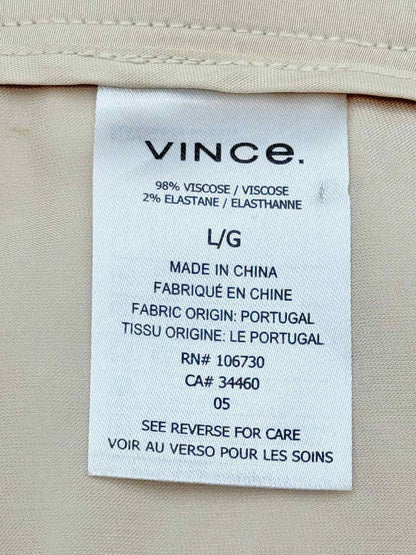 VINCE.
98% VISCOSE / VISCOSE
2% ELASTANE / ELASTHANNE
L/G
MADE IN CHINA
FABRIQUÉ EN CHINE
FABRIC ORIGIN: PORTUGAL
TISSU ORIGINE: LE PORTUGAL
RN# 106730
CA# 34460
05
SEE REVERSE FOR CARE
VOIR AU VERSO POUR LES SOINS